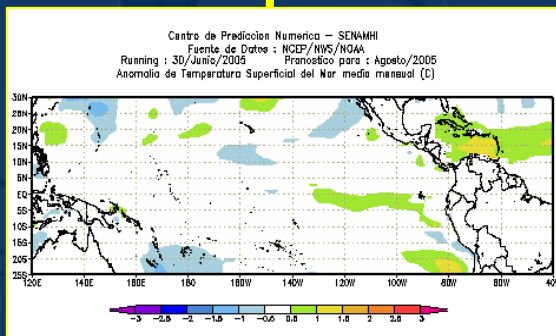 Centro de Prediccion Numerica - SENAMHI
Fuente de Datos : NCEP/NWS/NOAA
Running : 30/Junio/2005 Pronostico para : Agosto/2005
Anomalia de Temperatura Superficial del Mar media mensual (C)
30N
25N
20N
15N
10N
5N
EQ
5S
10S
15S
20S
25S
120E 140E 160E 180 160W 140W 120W 100W 80W 60W 40W
-3 -2.5 -2 -1.5 -1 -0.5 0.5 1 1.5 2 2.5 3